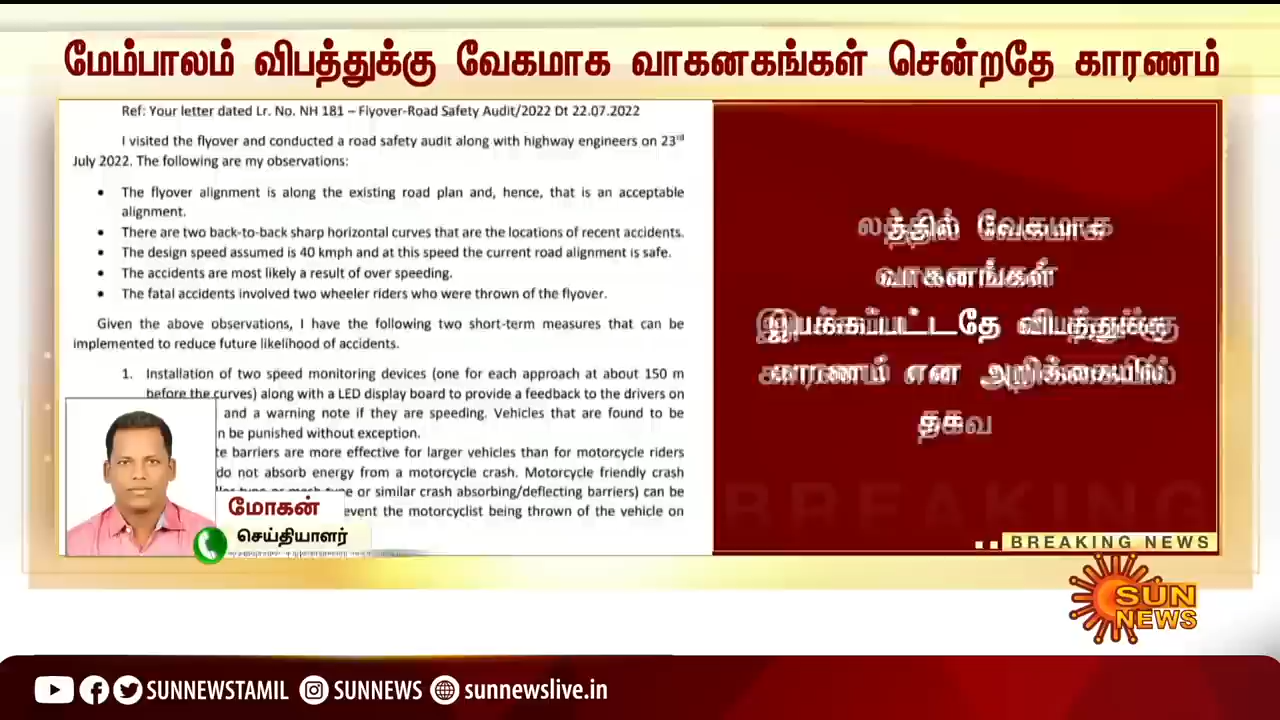 மேம்பாலம் விபத்துக்கு வேகமாக வாகனகங்கள் சென்றதே காரணம்
Ref: Your letter dated Lr. No. NH 181 – Flyover-Road Safety Audit/2022 Dt 22.07.2022
I visited the flyover and conducted a road safety audit along with highway engineers on 23rd
July 2022. The following are my observations:
• The flyover alignment is along the existing road plan and, hence, that is an acceptable
alignment.
• There are two back-to-back sharp horizontal curves that are the locations of recent accidents.
• The design speed assumed is 40 kmph and at this speed the current road alignment is safe.
• The accidents are most likely a result of over speeding.
• The fatal accidents involved two wheeler riders who were thrown of the flyover.
Given the above observations, I have the following two short-term measures that can be
implemented to reduce future likelihood of accidents.
1. Installation of two speed monitoring devices (one for each approach at about 150 m
before the curves) along with a LED display board to provide a feedback to the drivers on
and a warning note if they are speeding. Vehicles that are found to be
n be punished without exception.
te barriers are more effective for larger vehicles than for motorcycle riders
do not absorb energy from a motorcycle crash. Motorcycle friendly crash
or similar crash absorbing/deflecting barriers) can be
event the motorcyclist being thrown of the vehicle on
மோகன்
செய்தியாளர்
லத்தில் வேகமாக
வாகனங்கள்
இயக்கப்பட்டதே விபத்துக்கு
காரணம் என அறிக்கையில்
தகவ
BREAKING
BREAKING NEWS
SUN
NEWS
SUNNEWSTAMIL SUNNEWS sunnewslive.in